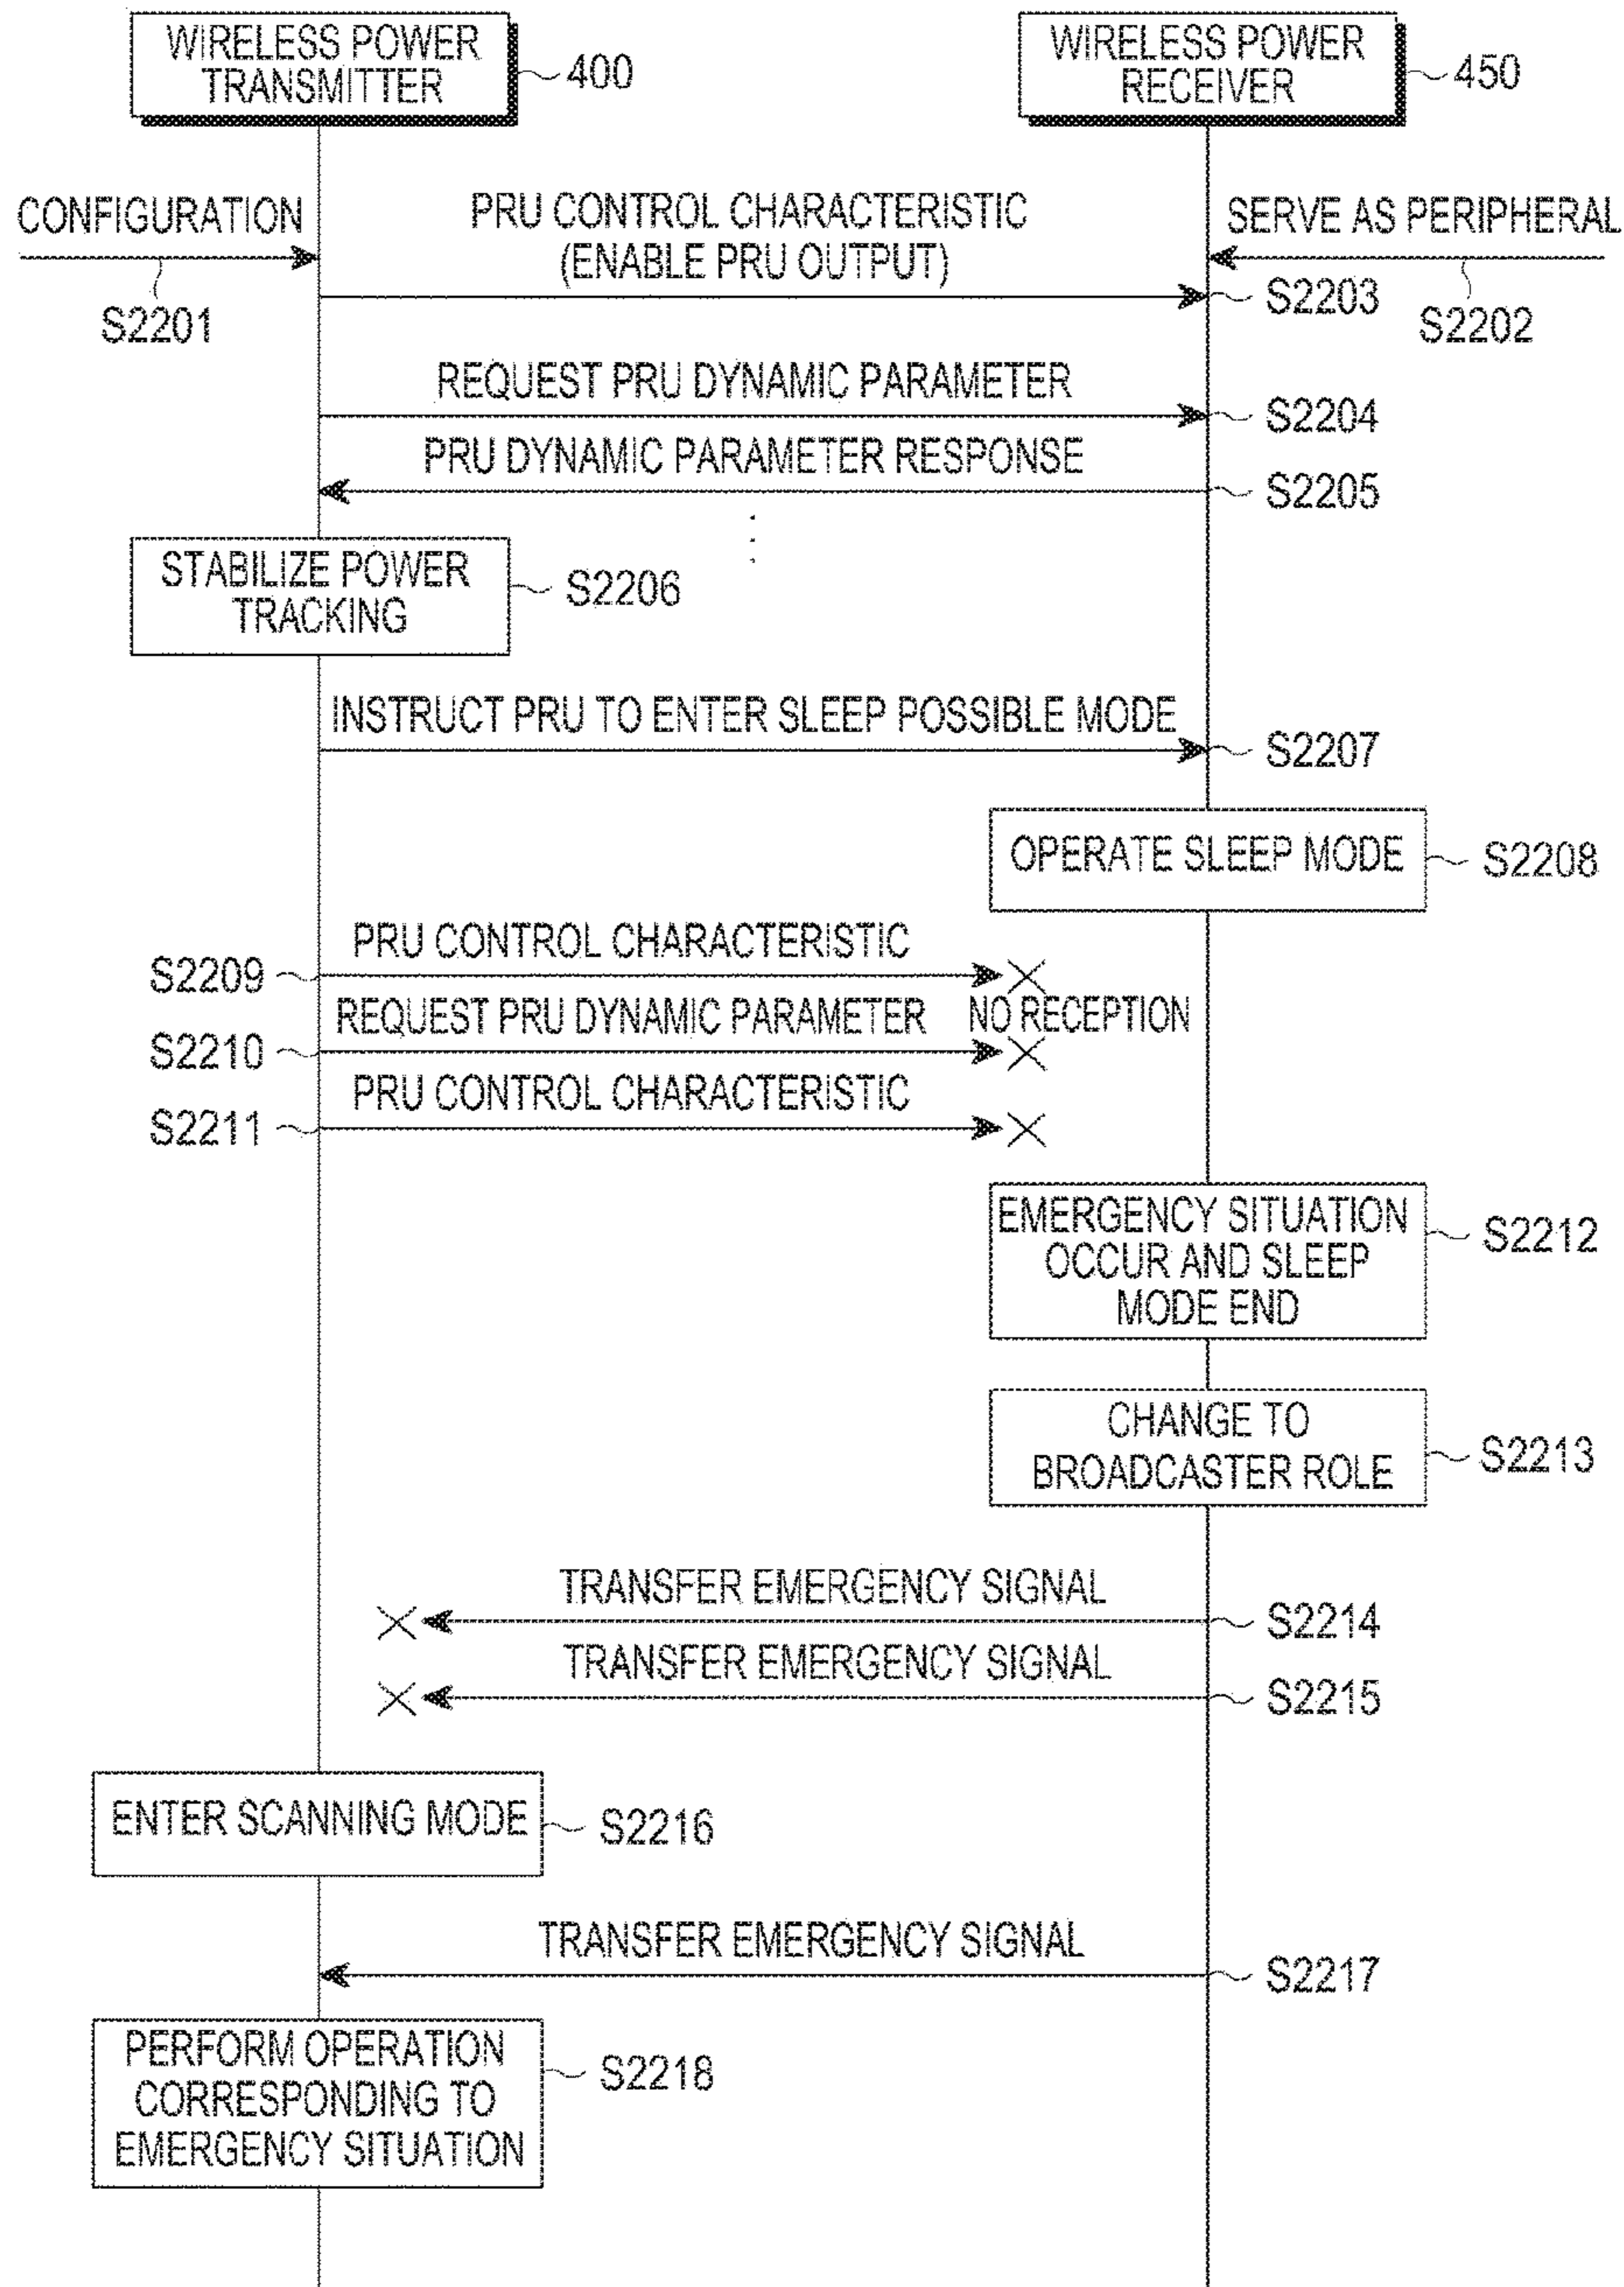 WIRELESS POWER
TRANSMITTER
400
WIRELESS POWER
RECEIVER
450
CONFIGURATION
S2201
PRU CONTROL CHARACTERISTIC
(ENABLE PRU OUTPUT)
S2203
SERVE AS PERIPHERAL
S2202
REQUEST PRU DYNAMIC PARAMETER
S2204
PRU DYNAMIC PARAMETER RESPONSE
S2205
STABILIZE POWER
TRACKING
S2206
INSTRUCT PRU TO ENTER SLEEP POSSIBLE MODE
S2207
OPERATE SLEEP MODE
S2208
PRU CONTROL CHARACTERISTIC
S2209
REQUEST PRU DYNAMIC PARAMETER
NO RECEPTION
S2210
PRU CONTROL CHARACTERISTIC
S2211
EMERGENCY SITUATION
OCCUR AND SLEEP
MODE END
S2212
CHANGE TO
BROADCASTER ROLE
S2213
TRANSFER EMERGENCY SIGNAL
S2214
TRANSFER EMERGENCY SIGNAL
S2215
ENTER SCANNING MODE
S2216
TRANSFER EMERGENCY SIGNAL
S2217
PERFORM OPERATION
CORRESPONDING TO
EMERGENCY SITUATION
S2218